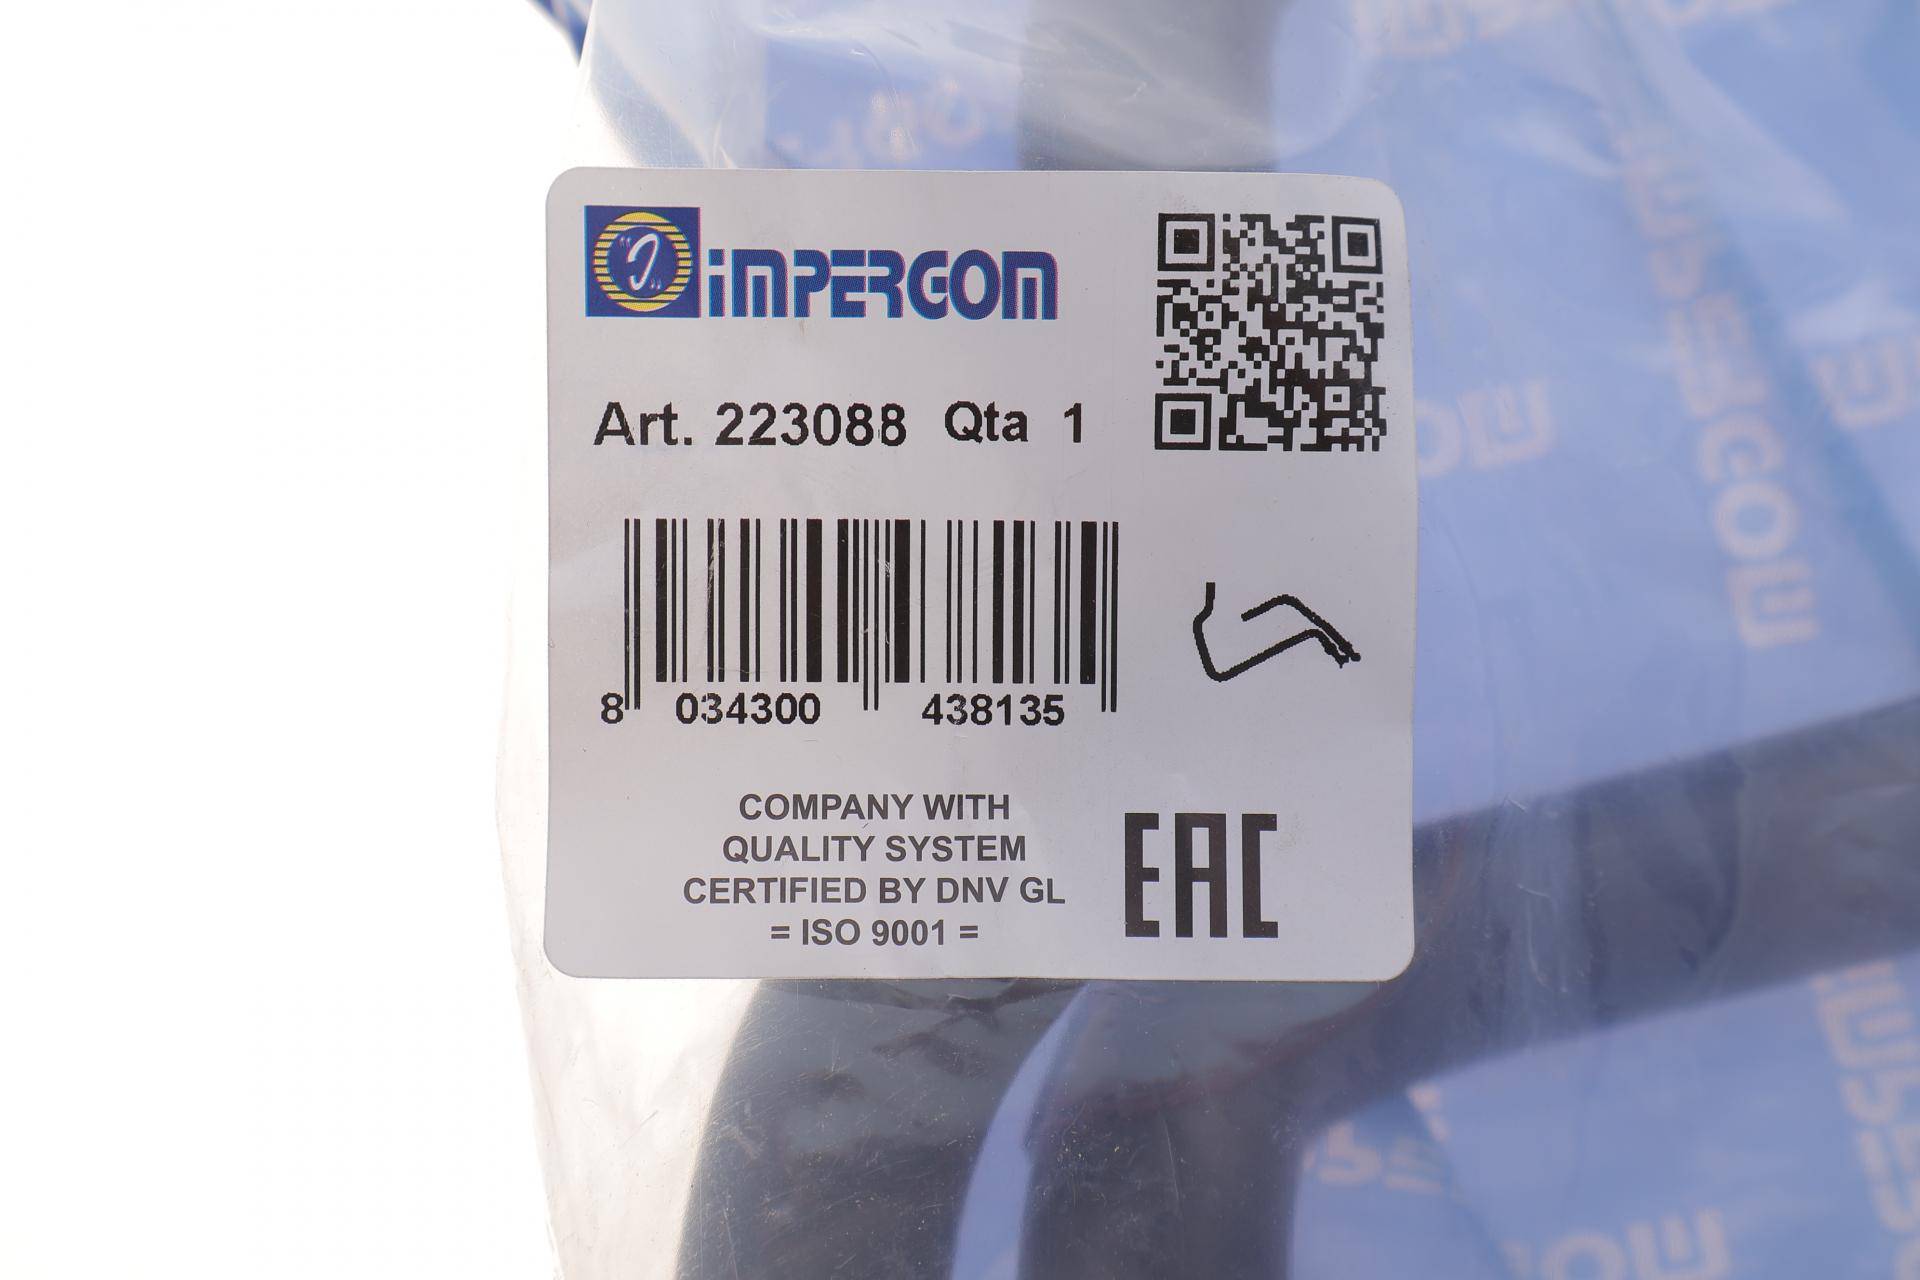 IMPERGOM
Art. 223088 Qta 1
8 034300 438135
COMPANY WITH
QUALITY SYSTEM
CERTIFIED BY DNV GL
= ISO 9001 =
EAC